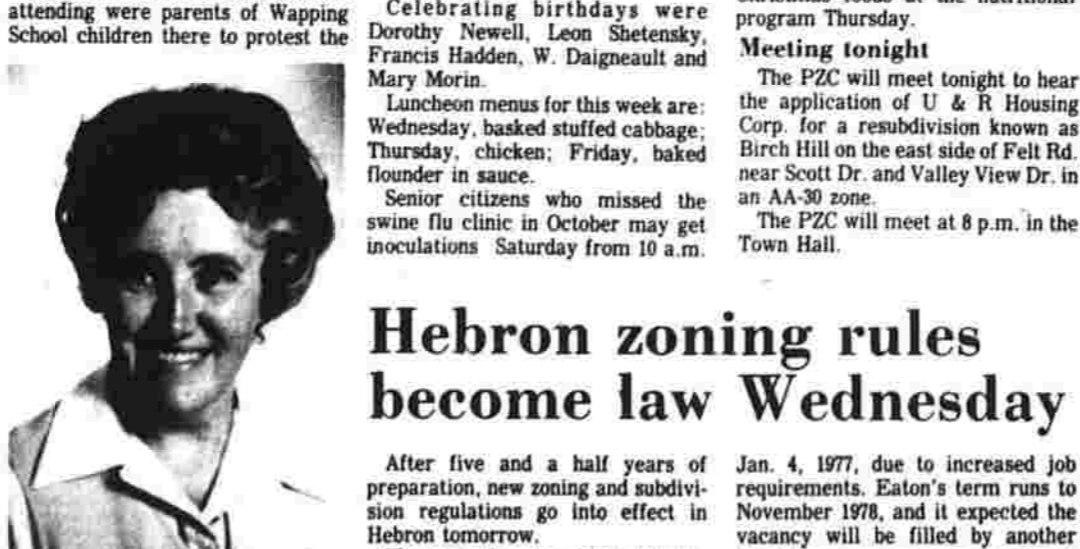 attending were parents of Wapping
School children there to protest the
Celebrating birthdays were
Dorothy Newell, Leon Shetensky,
Francis Hadden, W. Daigneault and
Mary Morin.
Luncheon menus for this week are:
Wednesday, basked stuffed cabbage;
Thursday, chicken; Friday, baked
flounder in sauce.
Senior citizens who missed the
swine flu clinic in October may get
inoculations Saturday from 10 a.m.
program Thursday.
Meeting tonight
The PZC will meet tonight to hear
the application of U & R Housing
Corp. for a resubdivision known as
Birch Hill on the east side of Felt Rd.
near Scott Dr. and Valley View Dr. in
an AA-30 zone.
The PZC will meet at 8 p.m. in the
Town Hall.
Hebron zoning rules
become law Wednesday
After five and a half years of
preparation, new zoning and subdivi-
sion regulations go into effect in
Hebron tomorrow.
Jan. 4, 1977, due to increased job
requirements. Eaton's term runs to
November 1978, and it expected the
vacancy will be filled by another